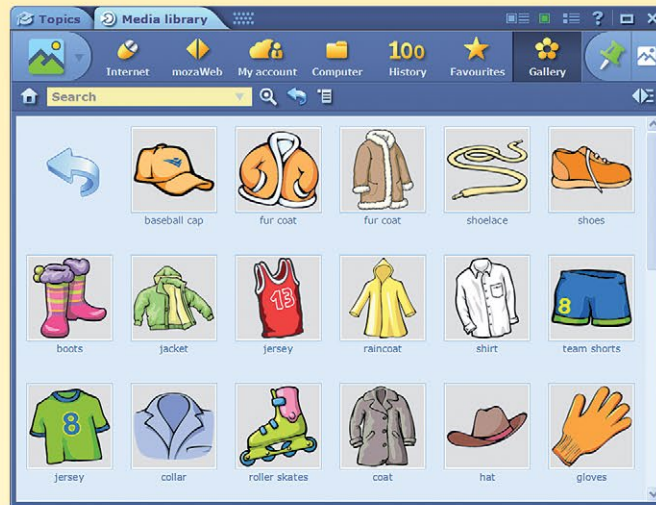 Topics Media library ?
Internet mozaWeb My account Computer 100 History Favourites Gallery
Search
baseball cap fur coat fur coat shoelace shoes
13 8
boots jacket jersey raincoat shirt team shorts
8
jersey collar roller skates coat hat gloves